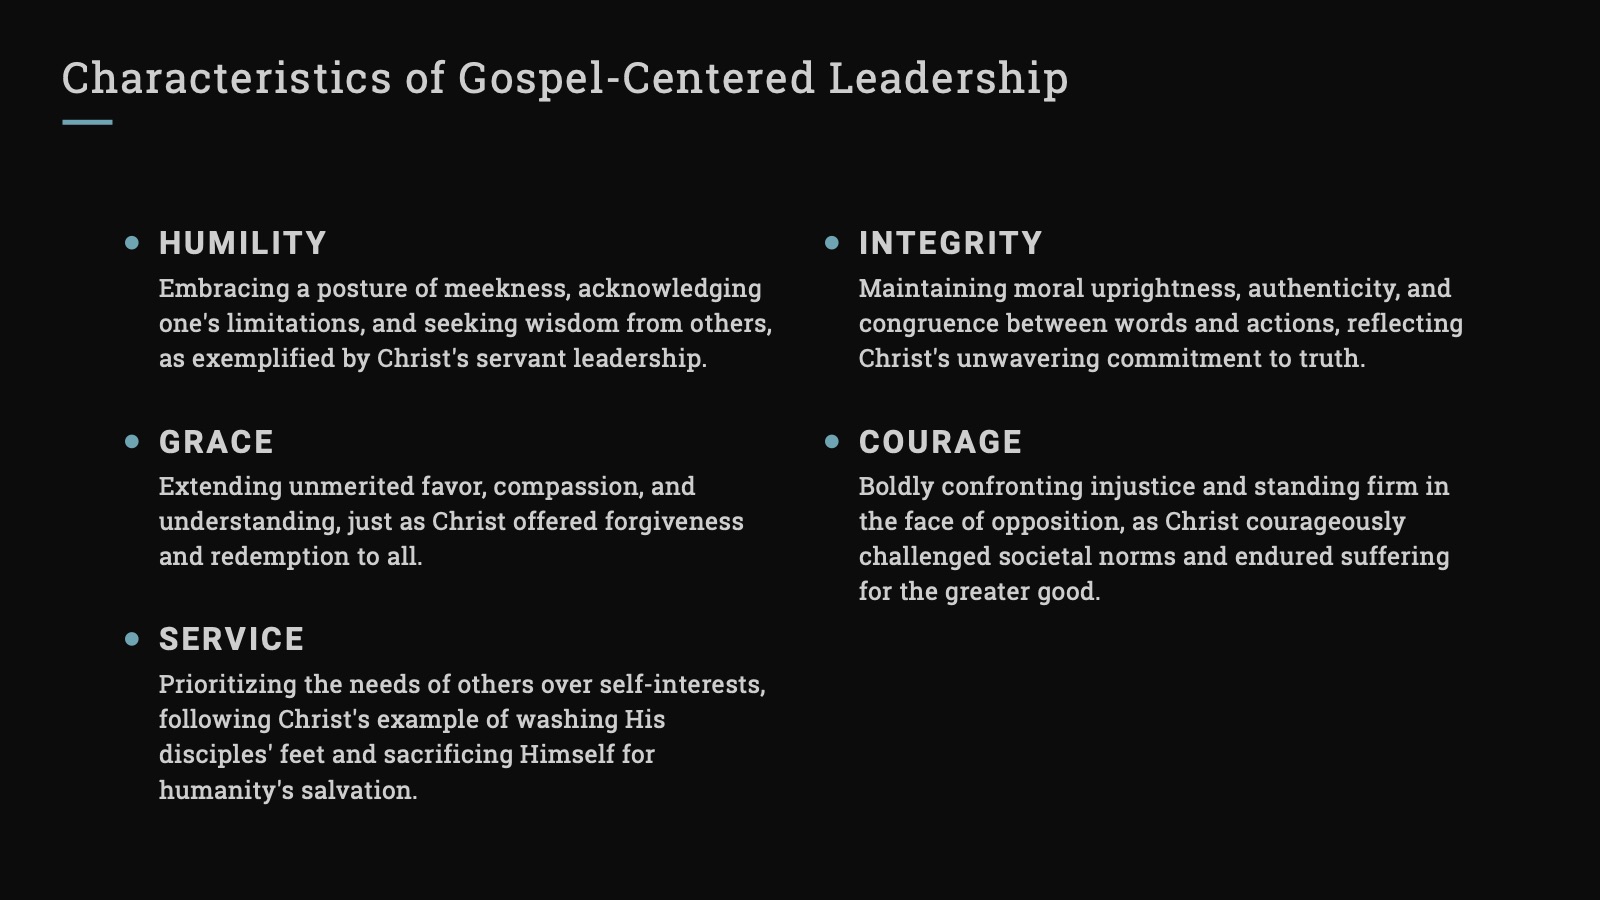 Characteristics of Gospel-Centered Leadership
HUMILITY
Embracing a posture of meekness, acknowledging
one's limitations, and seeking wisdom from others,
as exemplified by Christ's servant leadership.
GRACE
Extending unmerited favor, compassion, and
understanding, just as Christ offered forgiveness
and redemption to all.
SERVICE
Prioritizing the needs of others over self-interests,
following Christ's example of washing His
disciples' feet and sacrificing Himself for
humanity's salvation.
INTEGRITY
Maintaining moral uprightness, authenticity, and
congruence between words and actions, reflecting
Christ's unwavering commitment to truth.
COURAGE
Boldly confronting injustice and standing firm in
the face of opposition, as Christ courageously
challenged societal norms and endured suffering
for the greater good.